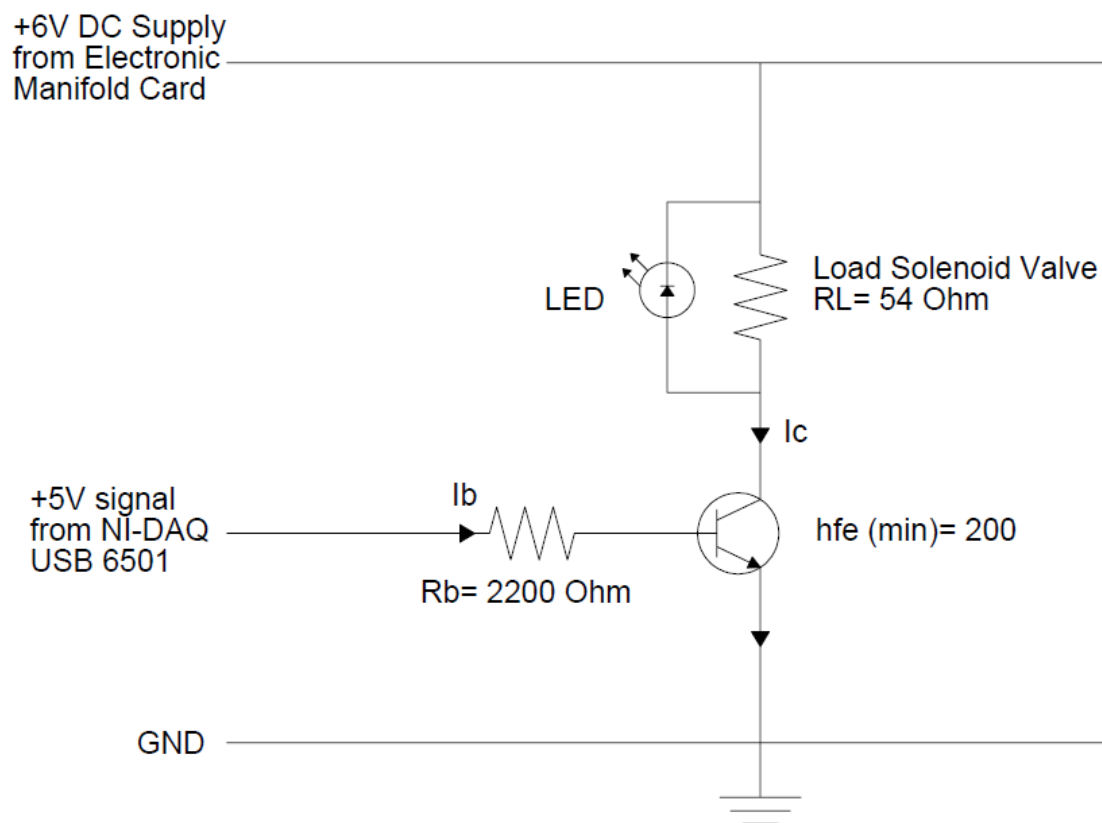 +6V DC Supply
from Electronic
Manifold Card
LED
Load Solenoid Valve
RL= 54 Ohm
Ic
+5V signal
from NI-DAQ
USB 6501
Ib
Rb= 2200 Ohm
hfe (min)= 200
GND